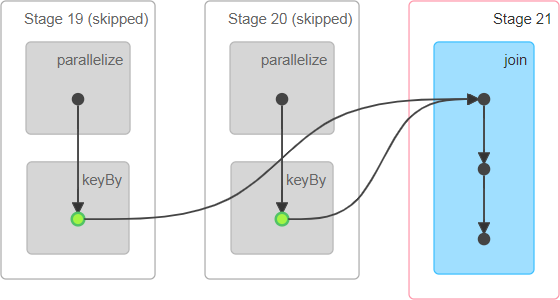 Stage 19 (skipped)
parallelize
keyBy
Stage 20 (skipped)
parallelize
keyBy
Stage 21
join